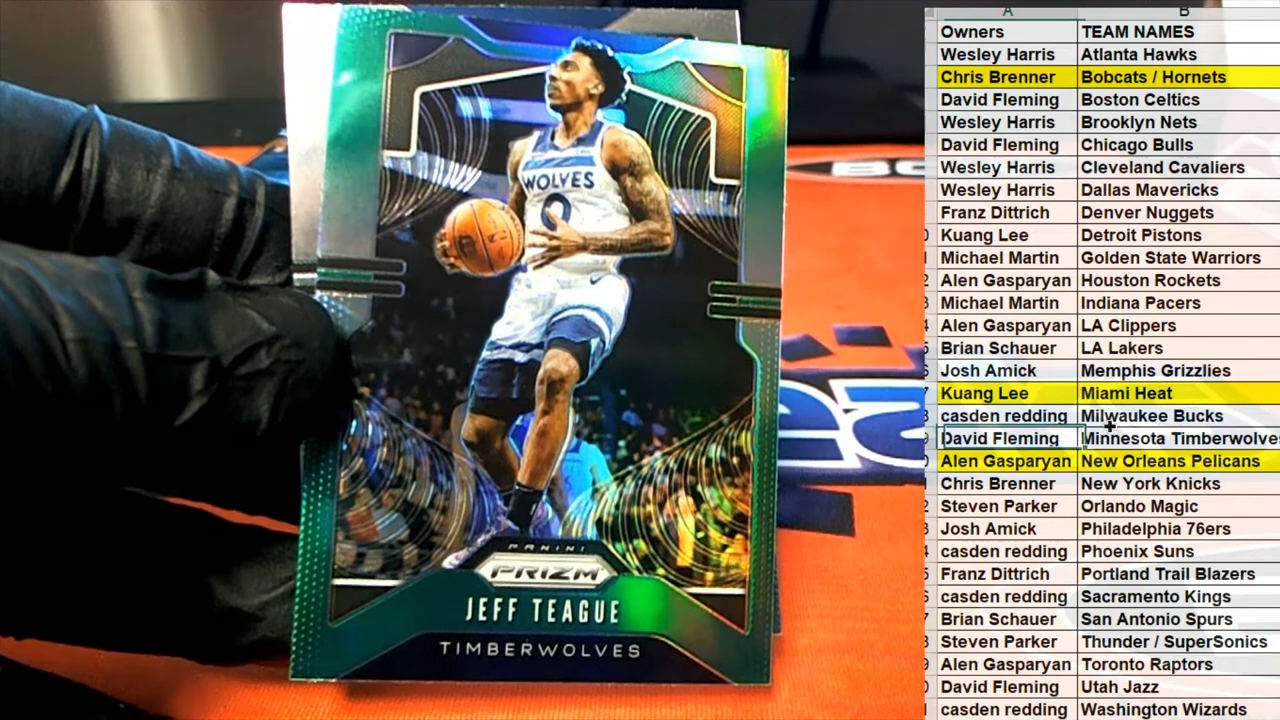 WOLVES
0
PANINI
PRIZM
JEFF TEAGUE
TIMBERWOLVES
A B
Owners TEAM NAMES
Wesley Harris Atlanta Hawks
Chris Brenner Bobcats / Hornets
David Fleming Boston Celtics
Wesley Harris Brooklyn Nets
David Fleming Chicago Bulls
Wesley Harris Cleveland Cavaliers
Wesley Harris Dallas Mavericks
Franz Dittrich Denver Nuggets
Kuang Lee Detroit Pistons
Michael Martin Golden State Warriors
Alen Gasparyan Houston Rockets
Michael Martin Indiana Pacers
Alen Gasparyan LA Clippers
Brian Schauer LA Lakers
Josh Amick Memphis Grizzlies
Kuang Lee Miami Heat
casden redding Milwaukee Bucks
David Fleming Minnesota Timberwolves
Alen Gasparyan New Orleans Pelicans
Chris Brenner New York Knicks
Steven Parker Orlando Magic
Josh Amick Philadelphia 76ers
casden redding Phoenix Suns
Franz Dittrich Portland Trail Blazers
casden redding Sacramento Kings
Brian Schauer San Antonio Spurs
Steven Parker Thunder / SuperSonics
Alen Gasparyan Toronto Raptors
David Fleming Utah Jazz
casden redding Washington Wizards